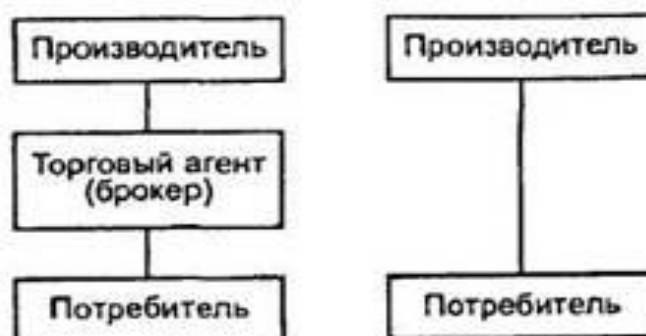 Производитель
Торговый агент
(брокер)
Потребитель
Производитель
Потребитель